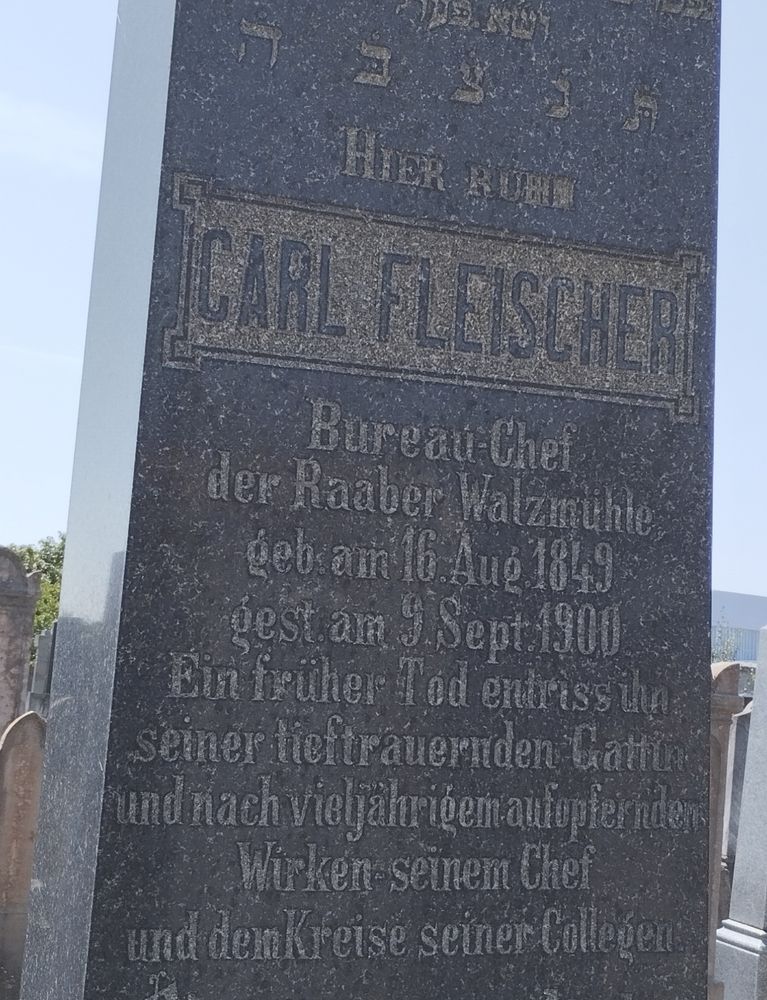 ת נ צ ב ה
HIER RUHT
CARL FLEISCHER
Bureau-Chef
der Raaber Walzmühle,
geb. am 16. Aug. 1849
gest. am 9. Sept. 1900
Ein früher Tod entriss ihn
seiner tieftrauernden Gattin
und nach vieljährigem aufopfernden
Wirken seinem Chef
und dem Kreise seiner Collegen